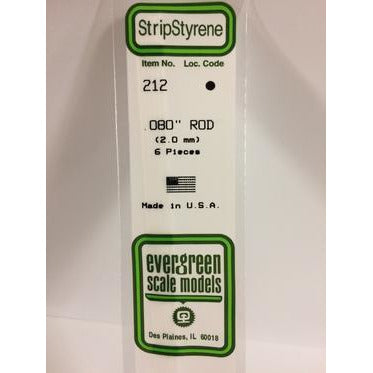 StripStyrene
Item No. Loc. Code
212 ●
.080" ROD
(2.0 mm)
6 Pieces
Made in U.S.A.
evergreen
scale models
Des Plaines, IL 60018